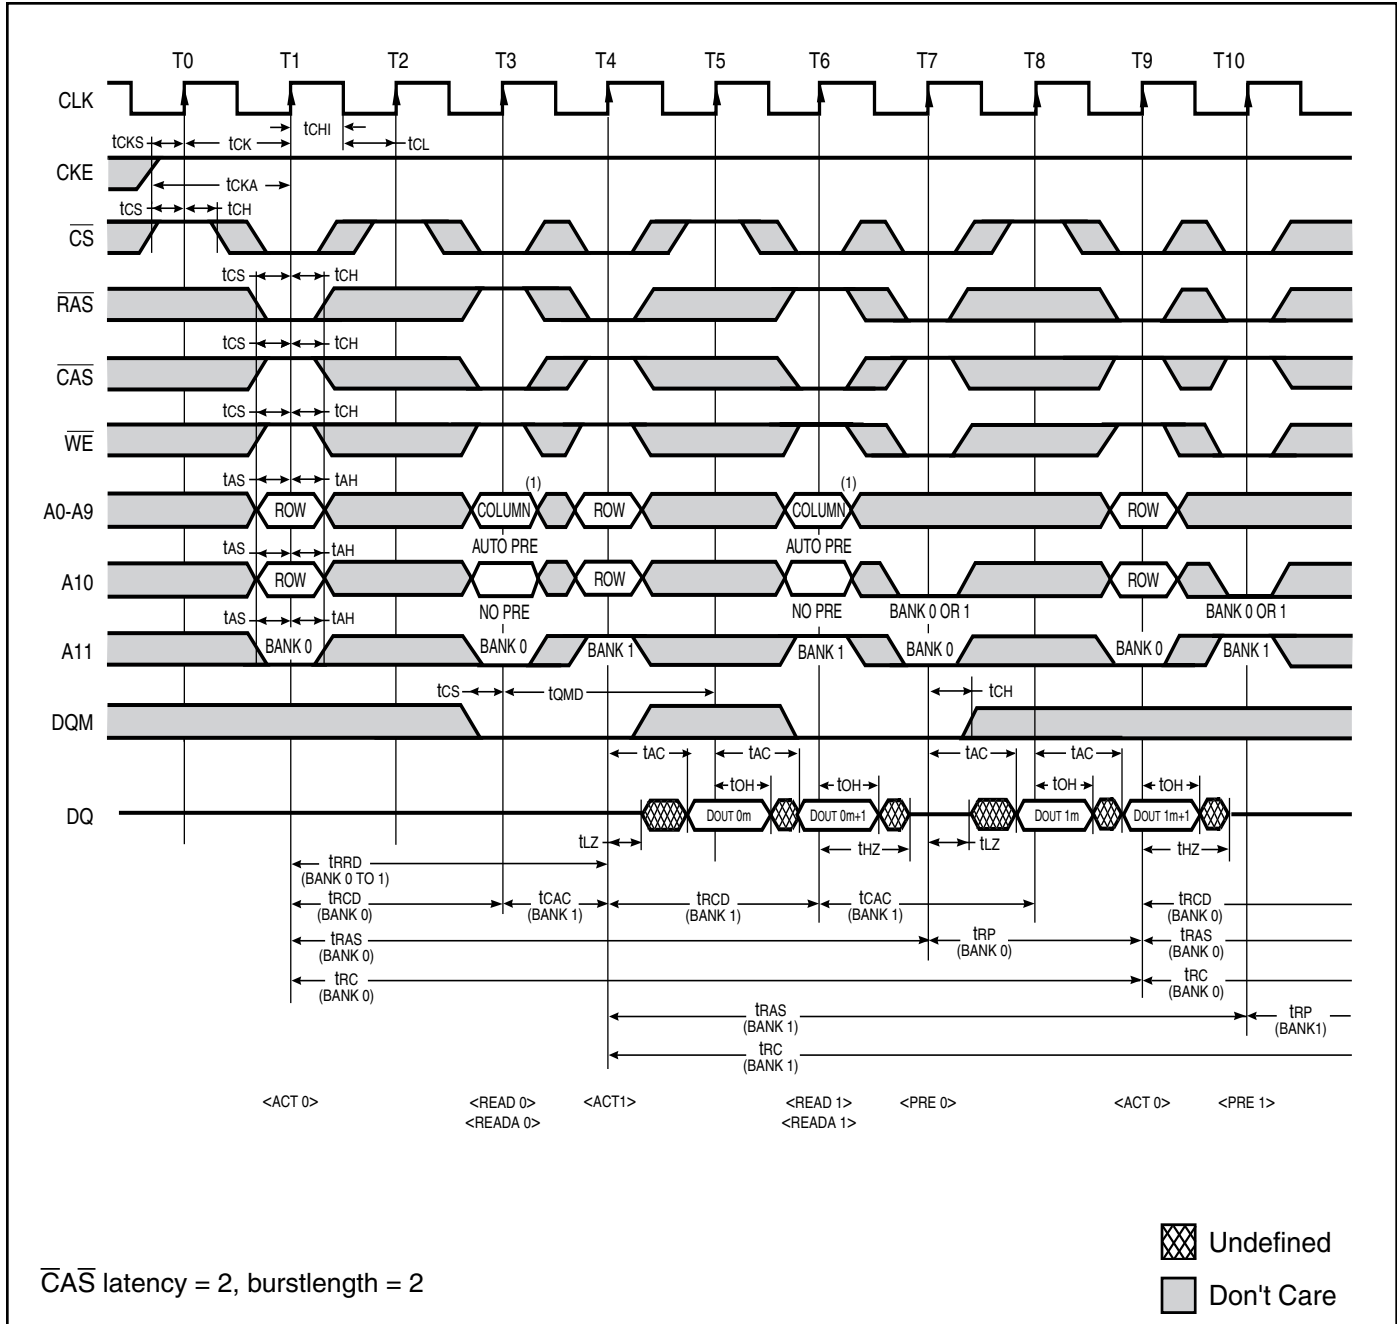 T0 T1 T2 T3 T4 T5 T6 T7 T8 T9 T10
CLK
tCHI
tCKS tCK tCL
CKE
tCKA
tCS tCH
CS
tCS tCH
RAS
tCS tCH
CAS
tCS tCH
WE
tAS tAH (1) (1)
A0-A9 ROW COLUMN ROW COLUMN ROW
tAS tAH AUTO PRE AUTO PRE
A10 ROW ROW ROW
tAS tAH NO PRE NO PRE BANK 0 OR 1 BANK 0 OR 1
A11 BANK 0 BANK 0 BANK 1 BANK 1 BANK 0 BANK 0 BANK 1
tCS tQMD tCH
DQM
tAC tAC tAC tAC
tOH tOH tOH tOH
DQ DOUT 0m DOUT 0m+1 DOUT 1m DOUT 1m+1
tLZ tHZ tLZ tHZ
tRRD
(BANK 0 TO 1)
tRCD tCAC tRCD tCAC tRCD
(BANK 0) (BANK 1) (BANK 1) (BANK 1) (BANK 0)
tRAS tRP tRAS
(BANK 0) (BANK 0) (BANK 0)
tRC tRC
(BANK 0) (BANK 0)
tRAS tRP
(BANK 1) (BANK1)
tRC
(BANK 1)
<ACT 0> <READ 0> <ACT1> <READ 1> <PRE 0> <ACT 0> <PRE 1>
<READA 0> <READA 1>
Undefined
CAS latency = 2, burstlength = 2
Don't Care